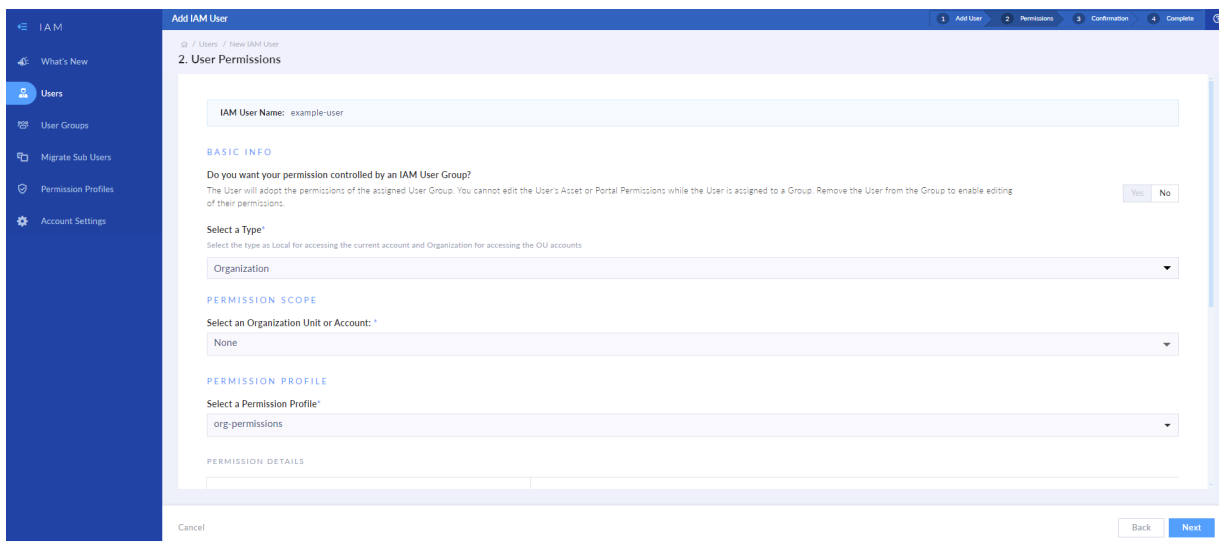 IAM
What's New
Users
User Groups
Migrate Sub Users
Permission Profiles
Account Settings
Add IAM User
1 Add User
2 Permissions
3 Confirmation
4 Complete
/ Users / New IAM User
2. User Permissions
IAM User Name: example-user
BASIC INFO
Do you want your permission controlled by an IAM User Group?
The User will adopt the permissions of the assigned User Group. You cannot edit the User's Asset or Portal Permissions while the User is assigned to a Group. Remove the User from the Group to enable editing
of their permissions.
Yes No
Select a Type*
Select the type as Local for accessing the current account and Organization for accessing the OU accounts
Organization
PERMISSION SCOPE
Select an Organization Unit or Account: *
None
PERMISSION PROFILE
Select a Permission Profile*
org-permissions
PERMISSION DETAILS
Cancel
Back
Next